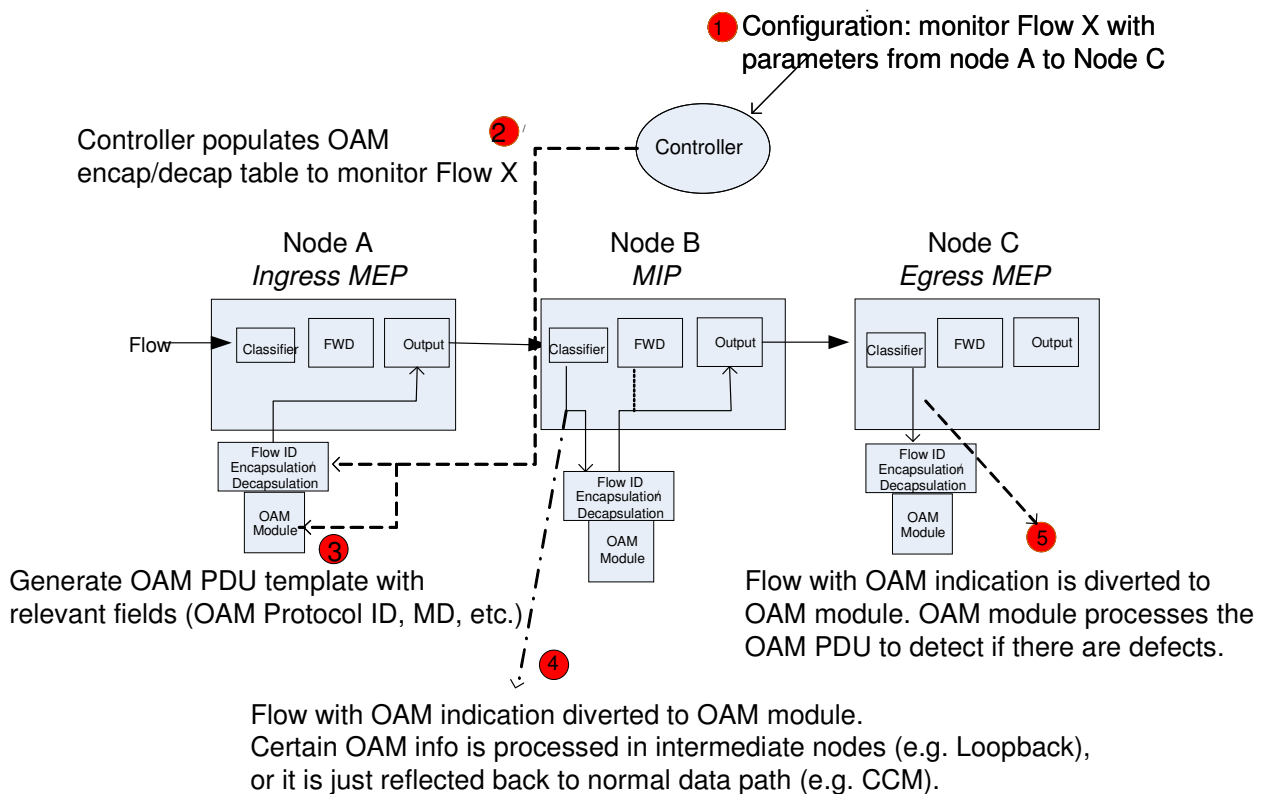 1 Configuration: monitor Flow X with
parameters from node A to Node C
Controller
2
Controller populates OAM
encap/decap table to monitor Flow X
Node A
Ingress MEP
Node B
MIP
Node C
Egress MEP
Flow
Classifier
FWD
Output
Classifier
FWD
Output
Classifier
FWD
Output
Flow ID
Encapsulation/
Decapsulation
OAM
Module
Flow ID
Encapsulation/
Decapsulation
OAM
Module
Flow ID
Encapsulation/
Decapsulation
OAM
Module
3
Generate OAM PDU template with
relevant fields (OAM Protocol ID, MD, etc.)
5
Flow with OAM indication is diverted to
OAM module. OAM module processes the
OAM PDU to detect if there are defects.
4
Flow with OAM indication diverted to OAM module.
Certain OAM info is processed in intermediate nodes (e.g. Loopback),
or it is just reflected back to normal data path (e.g. CCM).